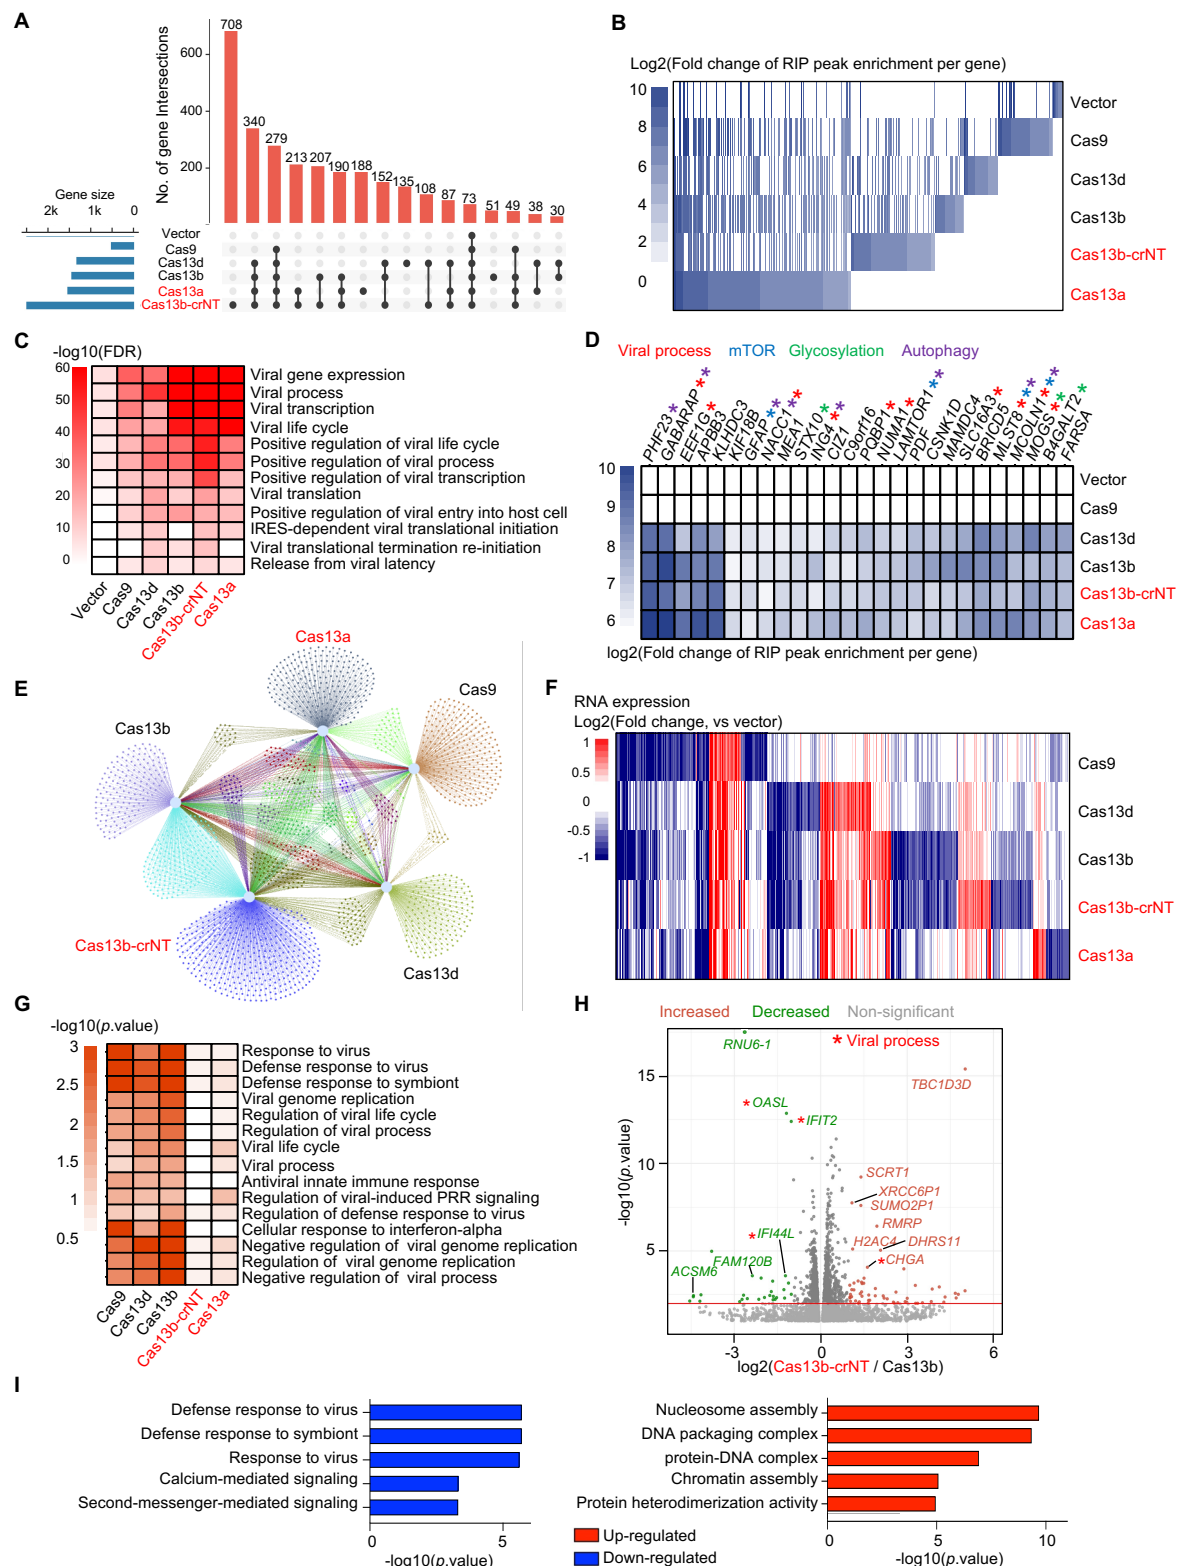 A
708
340
279
213
207
190
188
152
135
108
87
73
51
49
38
30
600
400
200
No. of gene Intersections
Gene size
2k
1k
0
Vector
Cas9
Cas13d
Cas13b
Cas13a
Cas13b-crNT
B
Log2(Fold change of RIP peak enrichment per gene)
10
8
6
4
2
0
Vector
Cas9
Cas13d
Cas13b
Cas13b-crNT
Cas13a
C
-log10(FDR)
60
50
40
30
20
10
0
Viral gene expression
Viral process
Viral transcription
Viral life cycle
Positive regulation of viral life cycle
Positive regulation of viral process
Positive regulation of viral transcription
Viral translation
Positive regulation of viral entry into host cell
IRES-dependent viral translational initiation
Viral translational termination re-initiation
Release from viral latency
Vector
Cas9
Cas13d
Cas13b
Cas13b-crNT
Cas13a
D
Viral process mTOR Glycosylation Autophagy
PHF23*
GABARAP**
EEF1G*
APBB3
KLHDC3
KIF18B
GFAP
NACC1**
MEA1
STX10
ING4
CIZ1
C9orf16
PQBP1*
NUMA1*
LAMTOR1**
PDF
CSNK1D
MAMDC4
SLC16A3*
BRICD5
MLST8**
MCOLN1
MOGS
B4GALT2*
FARSA
10
9
8
7
6
Vector
Cas9
Cas13d
Cas13b
Cas13b-crNT
Cas13a
log2(Fold change of RIP peak enrichment per gene)
E
Cas13a
Cas9
Cas13b
Cas13b-crNT
Cas13d
F
RNA expression
Log2(Fold change, vs vector)
1
0.5
0
-0.5
-1
Cas9
Cas13d
Cas13b
Cas13b-crNT
Cas13a
G
-log10(p.value)
3
2.5
2
1.5
1
0.5
Response to virus
Defense response to virus
Defense response to symbiont
Viral genome replication
Regulation of viral life cycle
Regulation of viral process
Viral life cycle
Viral process
Antiviral innate immune response
Regulation of viral-induced PRR signaling
Regulation of defense response to virus
Cellular response to interferon-alpha
Negative regulation of viral genome replication
Regulation of viral genome replication
Negative regulation of viral process
Cas9
Cas13d
Cas13b
Cas13b-crNT
Cas13a
H
Increased Decreased Non-significant
RNU6-1
* Viral process
TBC1D3D
* OASL
* IFIT2
SCRT1
XRCC6P1
SUMO2P1
RMRP
* IFI44L
H2AC4
DHRS11
* CHGA
FAM120B
ACSM6
15
10
5
-log10(p.value)
-3
0
3
6
log2(Cas13b-crNT / Cas13b)
I
Defense response to virus
Defense response to symbiont
Response to virus
Calcium-mediated signaling
Second-messenger-mediated signaling
0
5
-log10(p.value)
Nucleosome assembly
DNA packaging complex
protein-DNA complex
Chromatin assembly
Protein heterodimerization activity
0
5
10
-log10(p.value)
Up-regulated
Down-regulated